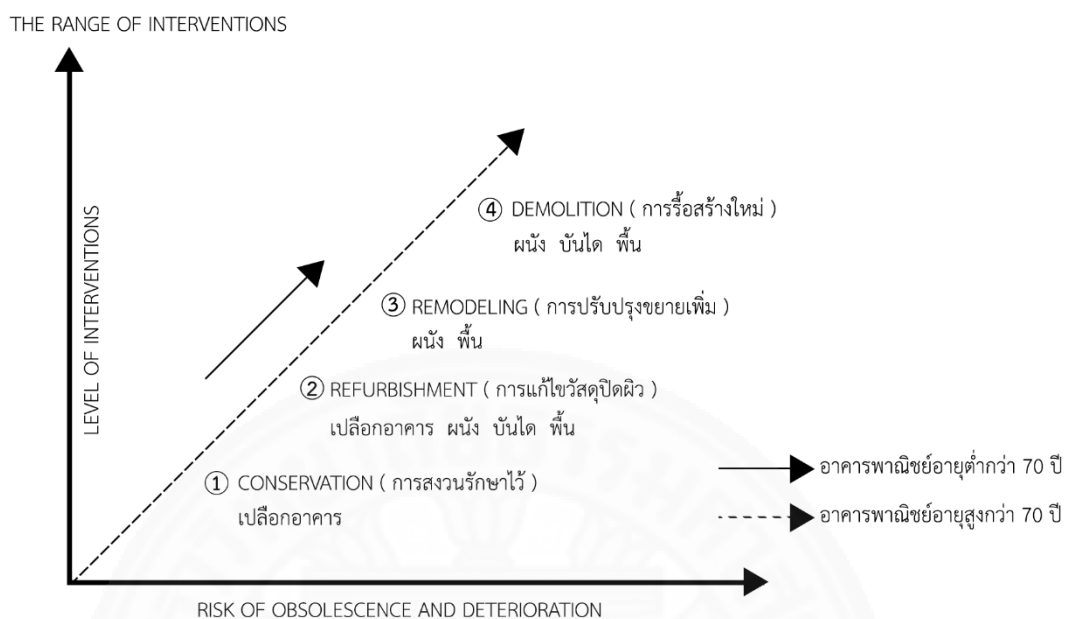 THE RANGE OF INTERVENTIONS
LEVEL OF INTERVENTIONS
④ DEMOLITION ( การรื้อสร้างใหม่ )
ผนัง บันได พื้น
③ REMODELING ( การปรับปรุงขยายเพิ่ม )
ผนัง พื้น
② REFURBISHMENT ( การแก้ไขวัสดุปิดผิว )
เปลือกอาคาร ผนัง บันได พื้น
① CONSERVATION ( การสงวนรักษาไว้ )
เปลือกอาคาร
อาคารพาณิชย์อายุต่ำกว่า 70 ปี
อาคารพาณิชย์อายุสูงกว่า 70 ปี
RISK OF OBSOLESCENCE AND DETERIORATION